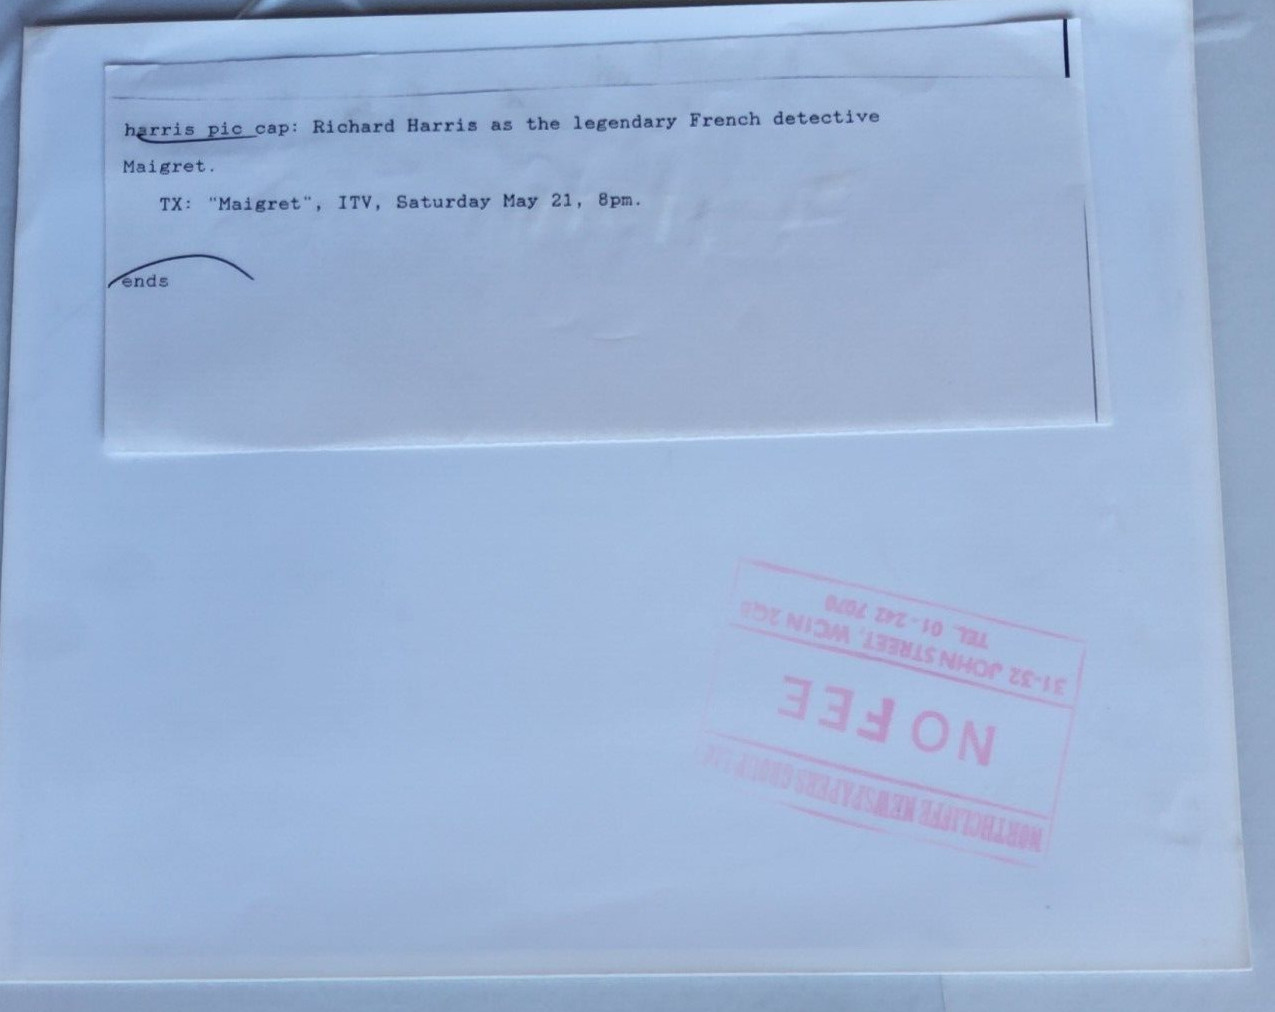 harris pic cap: Richard Harris as the legendary French detective
Maigret.
TX: "Maigret", ITV, Saturday May 21, 8pm.
ends
NORTHCLIFFE NEWSPAPERS GROUP
NO FEE
31-32 JOHN STREET, WC1N 2QB
TEL. 01-242 7070